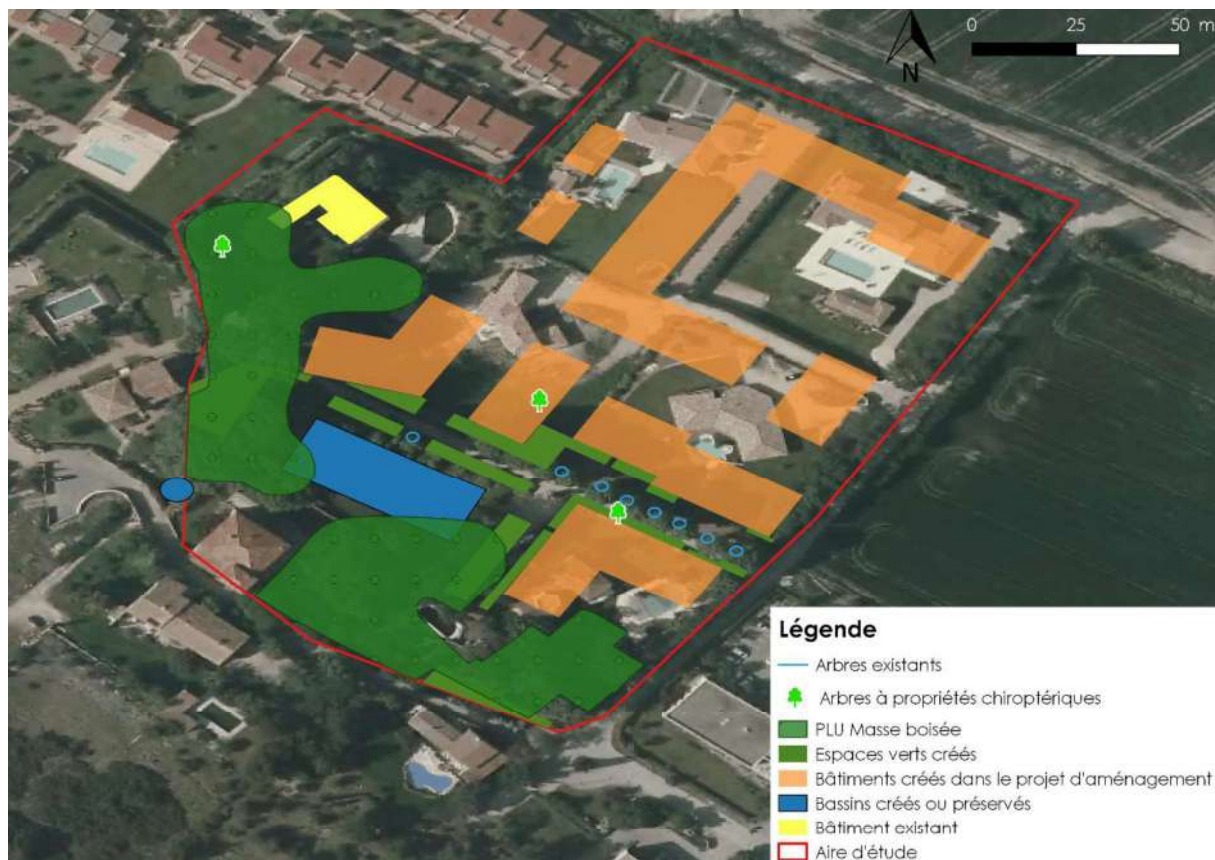 0 25 50 m
N
Légende
Arbres existants
Arbres à propriétés chiroptériques
PLU Masse boisée
Espaces verts créés
Bâtiments créés dans le projet d'aménagement
Bassins créés ou préservés
Bâtiment existant
Aire d'étude